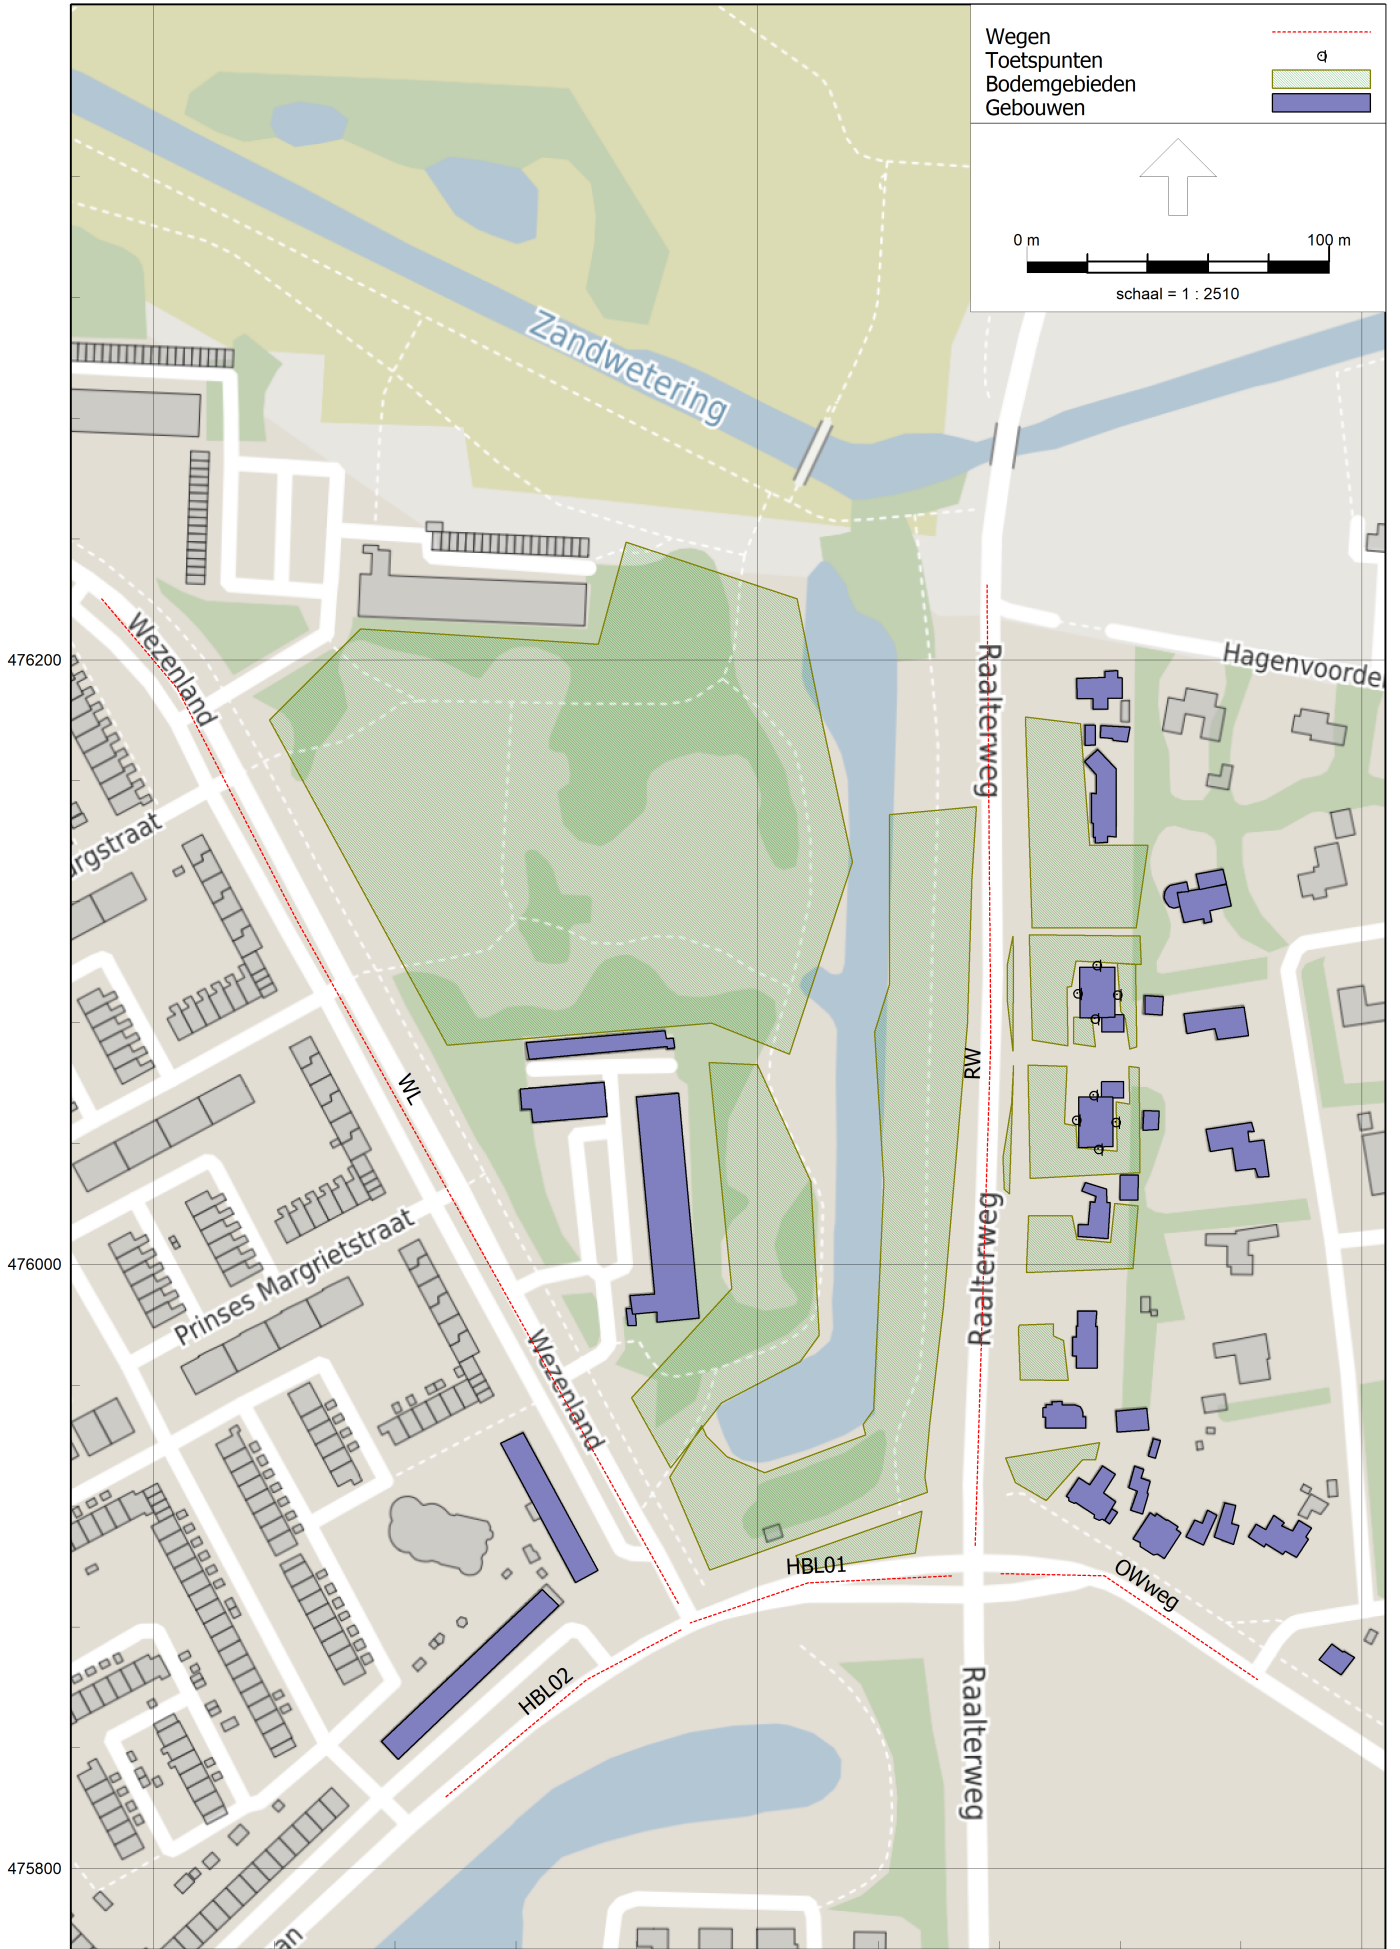 Wegen
Toetspunten
Bodemgebieden
Gebouwen
0 m
100 m
schaal = 1 : 2510
Zandwetering
476200
Wezenland
Raalterweg
Hagenvoorde
argstraat
WL
RW
Prinses Margrietstraat
Raalterweg
476000
Wezenland
HBL01
OWweg
HBL02
Raalterweg
475800
an